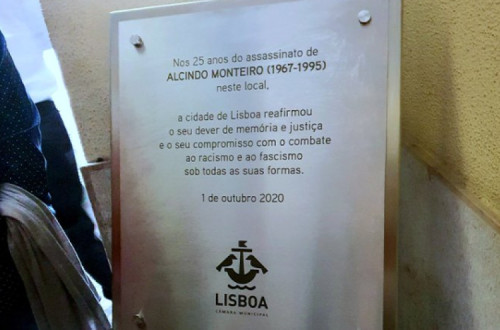 Nos 25 anos do assassinato de
ALCINDO MONTEIRO (1967-1995)
neste local,
a cidade de Lisboa reafirmou
o seu dever de memória e justiça
e o seu compromisso com o combate
ao racismo e ao fascismo
sob todas as suas formas.
1 de outubro 2020
LISBOA
CÂMARA MUNICIPAL